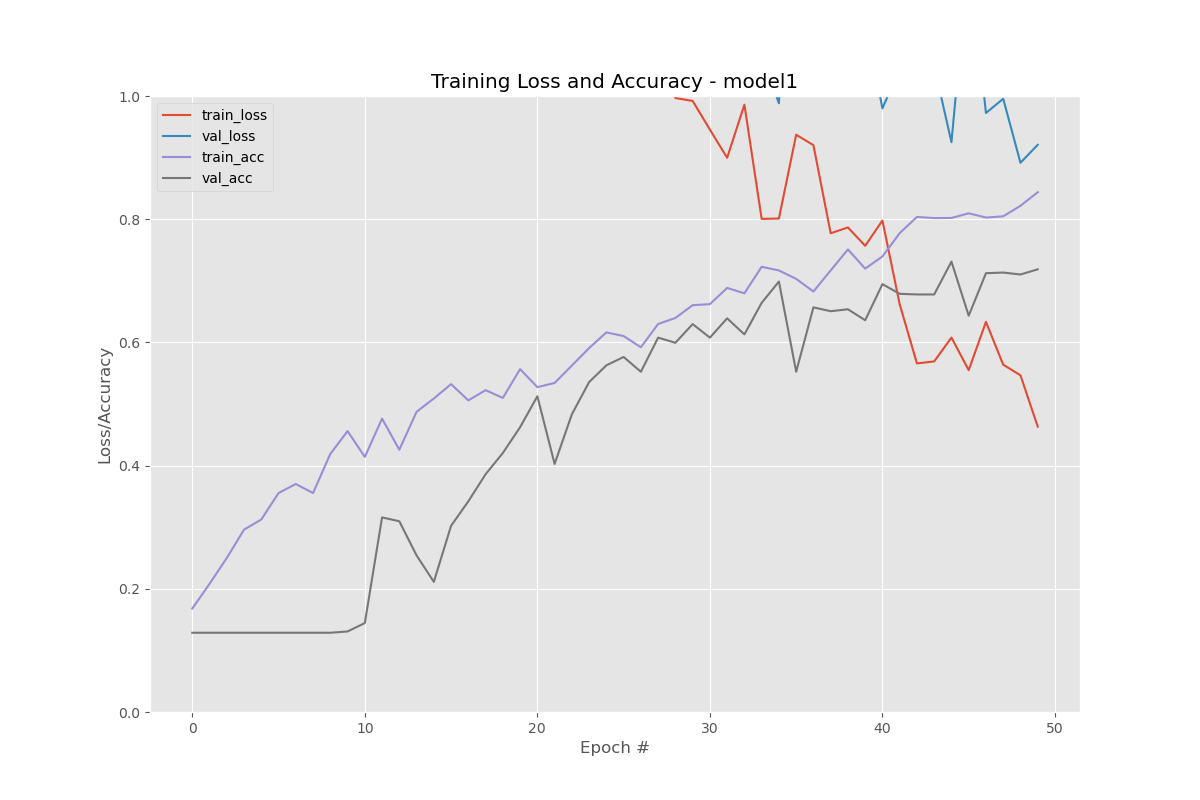 Training Loss and Accuracy - model1
train_loss
val_loss
train_acc
val_acc
Loss/Accuracy
1.0
0.8
0.6
0.4
0.2
0.0
0 10 20 30 40 50
Epoch #